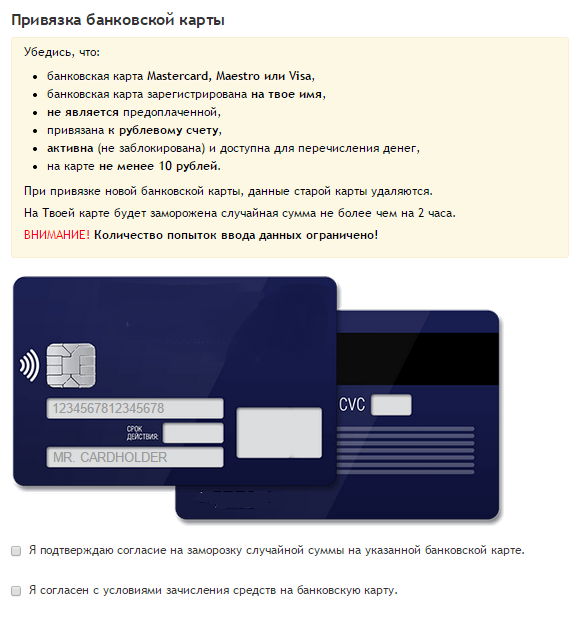 Привязка банковской карты
Убедись, что:
банковская карта Mastercard, Maestro или Visa,
банковская карта зарегистрирована на твое имя,
не является предоплаченной,
привязана к рублевому счету,
активна (не заблокирована) и доступна для перечисления денег,
на карте не менее 10 рублей.
При привязке новой банковской карты, данные старой карты удаляются.
На Твоей карте будет заморожена случайная сумма не более чем на 2 часа.
ВНИМАНИЕ! Количество попыток ввода данных ограничено!
1234567812345678
СРОК
ДЕЙСТВИЯ:
MR. CARDHOLDER
CVC
Я подтверждаю согласие на заморозку случайной суммы на указанной банковской карте.
Я согласен с условиями зачисления средств на банковскую карту.